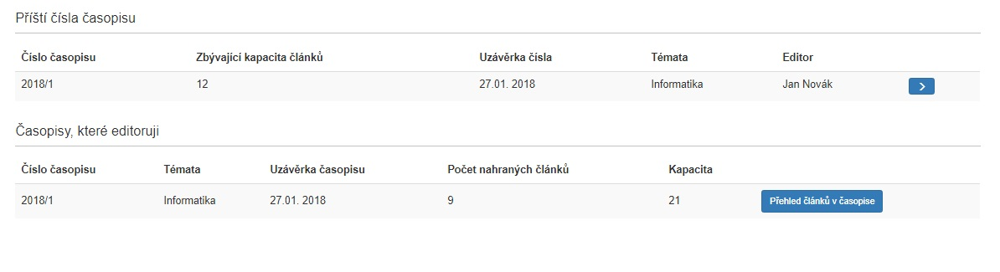 Příští čísla časopisu
Číslo časopisu Zbývající kapacita článků Uzávěrka čísla Témata Editor
2018/1 12 27.01. 2018 Informatika Jan Novák
Časopisy, které editoruji
Číslo časopisu Témata Uzávěrka časopisu Počet nahraných článků Kapacita
2018/1 Informatika 27.01. 2018 9 21 Přehled článků v časopise